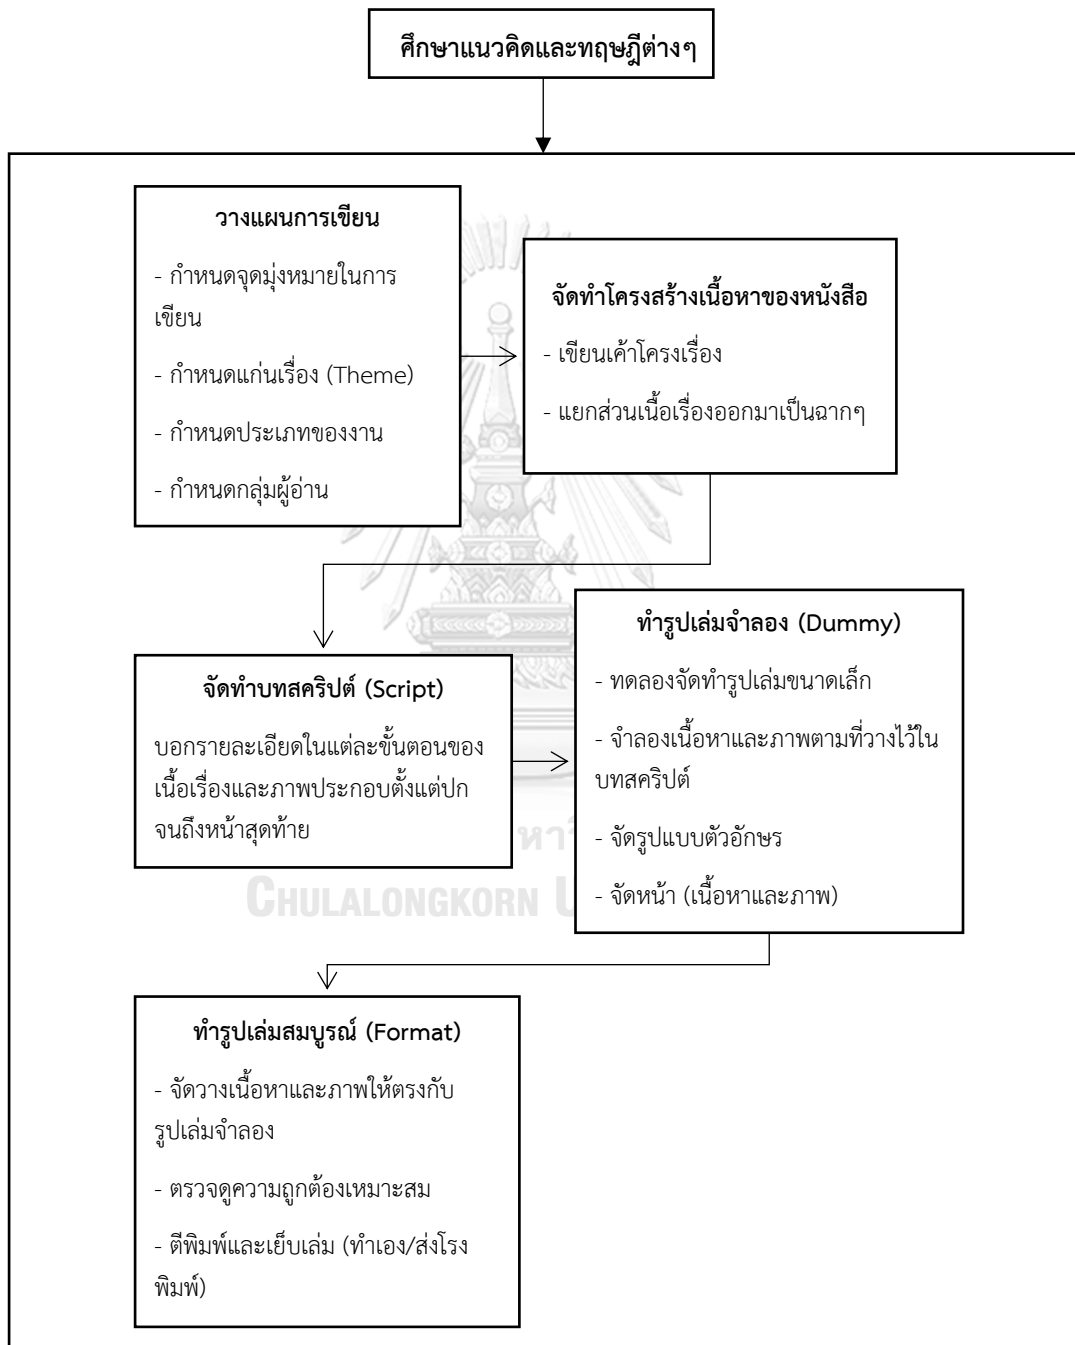 ศึกษาแนวคิดและทฤษฎีต่างๆ
วางแผนการเขียน
- กำหนดจุดมุ่งหมายในการ
เขียน
- กำหนดแก่นเรื่อง (Theme)
- กำหนดประเภทของงาน
- กำหนดกลุ่มผู้อ่าน
จัดทำโครงสร้างเนื้อหาของหนังสือ
- เขียนเค้าโครงเรื่อง
- แยกส่วนเนื้อเรื่องออกมาเป็นฉากๆ
จัดทำบทสคริปต์ (Script)
บอกรายละเอียดในแต่ละขั้นตอนของ
เนื้อเรื่องและภาพประกอบตั้งแต่ปก
จนถึงหน้าสุดท้าย
ทำรูปเล่มจำลอง (Dummy)
- ทดลองจัดทำรูปเล่มขนาดเล็ก
- จำลองเนื้อหาและภาพตามที่วางไว้ใน
บทสคริปต์
- จัดรูปแบบตัวอักษร
- จัดหน้า (เนื้อหาและภาพ)
CHULALONGKORN
ทำรูปเล่มสมบูรณ์ (Format)
- จัดวางเนื้อหาและภาพให้ตรงกับ
รูปเล่มจำลอง
- ตรวจดูความถูกต้องเหมาะสม
- ตีพิมพ์และเย็บเล่ม (ทำเอง/ส่งโรง
พิมพ์)